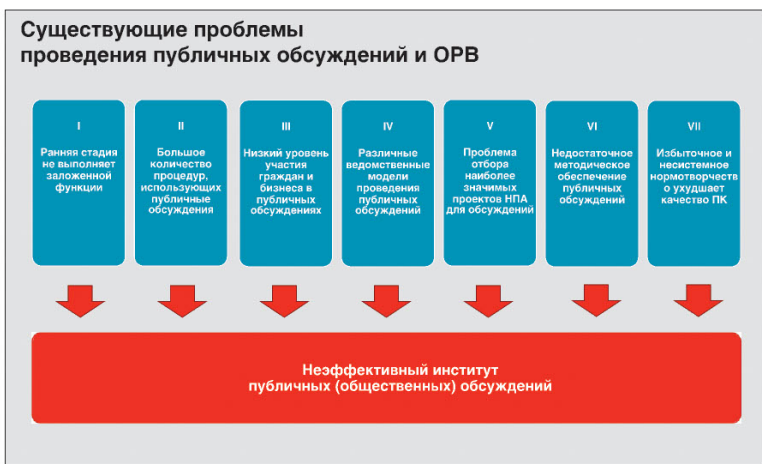 Существующие проблемы
проведения публичных обсуждений и ОРВ
I
Ранняя стадия
не выполняет
заложенной
функции
II
Большое
количество
процедур,
использующих
публичные
обсуждения
III
Низкий уровень
участия
граждан и
бизнеса в
публичных
обсуждениях
IV
Различные
ведомственные
модели
проведения
публичных
обсуждений
V
Проблема
отбора
наиболее
значимых
проектов НПА
для обсуждений
VI
Недостаточное
методическое
обеспечение
публичных
обсуждений
VII
Избыточное и
несистемное
нормотворчеств
о ухудшает
качество ПК
Неэффективный институт
публичных (общественных) обсуждений